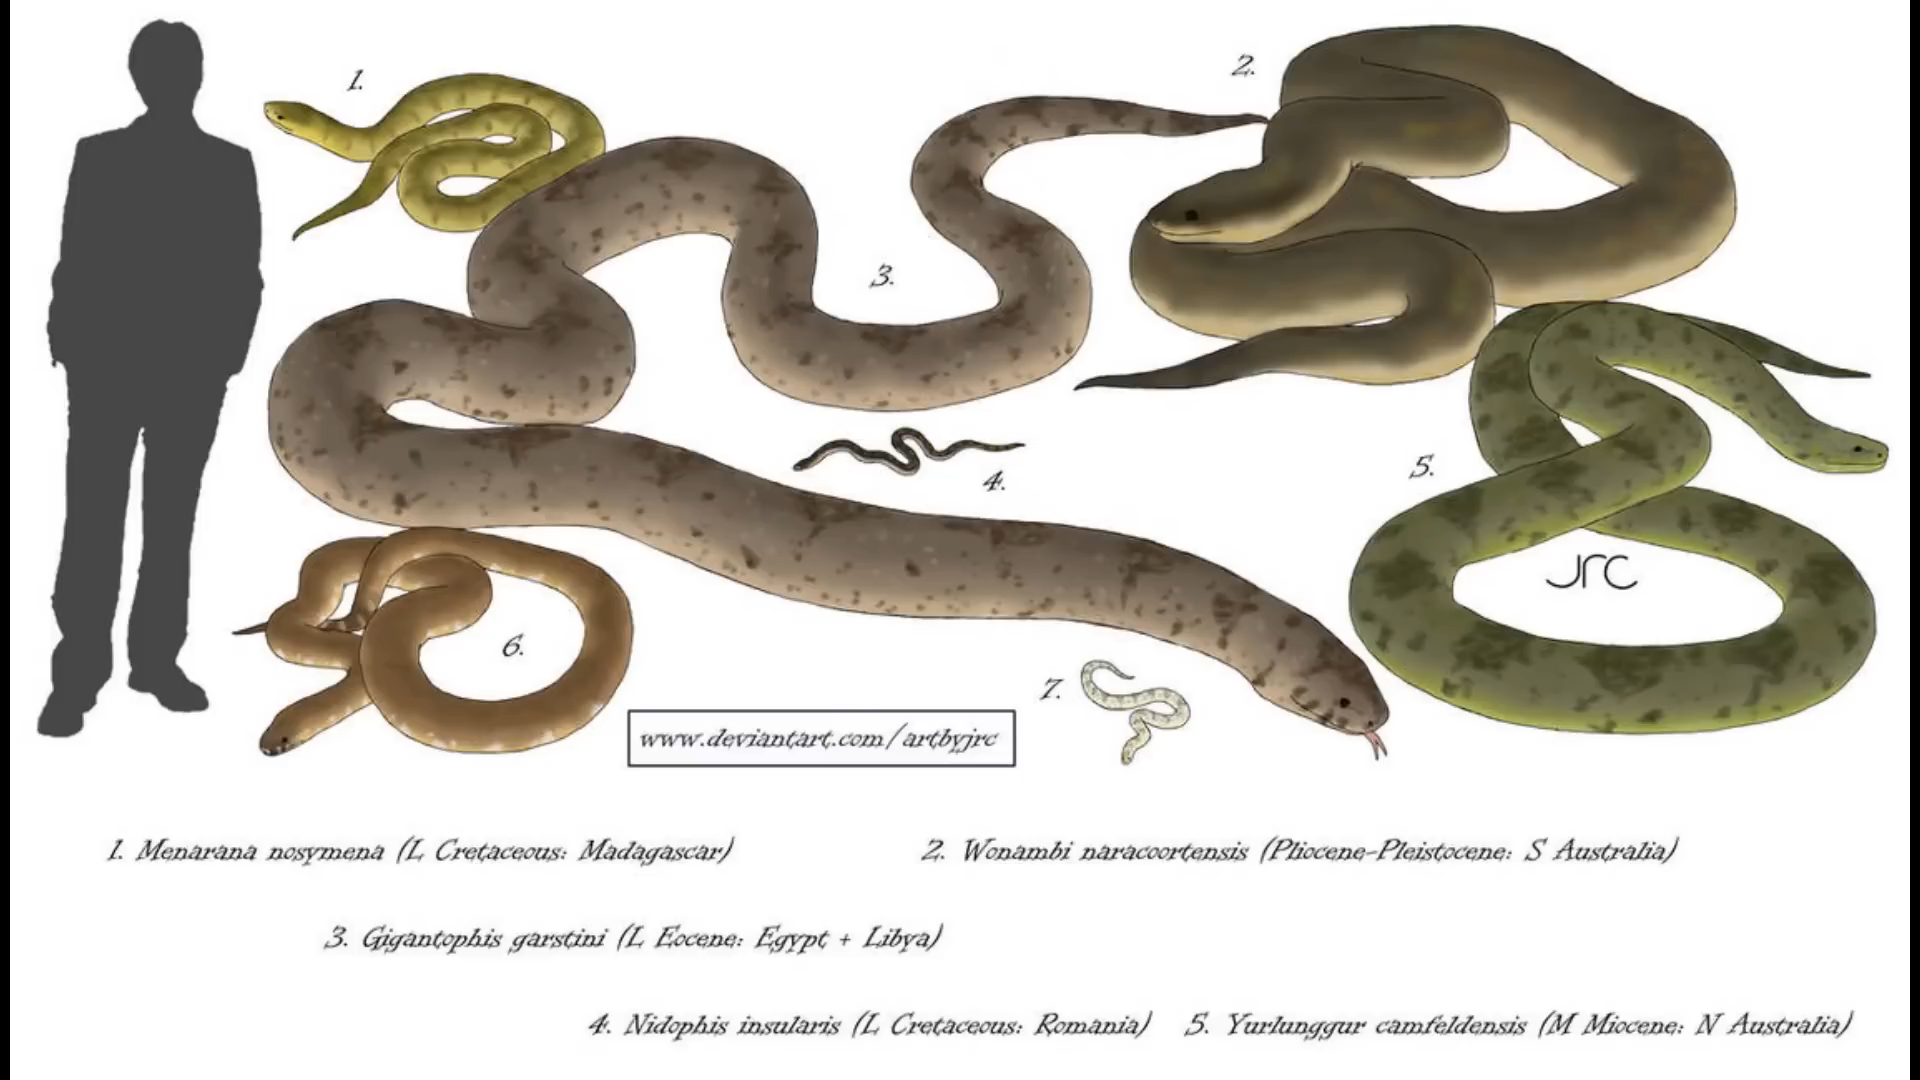 1.
2.
3.
4.
5.
JrC
6.
7.
www.deviantart.com/artbyjrc
1. Menarana nosymena (L Cretaceous: Madagascar)
2. Wonambi naracoortensis (Pliocene-Pleistocene: S Australia)
3. Gigantophis garstini (L Eocene: Egypt + Libya)
4. Nidophis insularis (L Cretaceous: Romania)
5. Yurlunggur camfeldensis (M Miocene: N Australia)